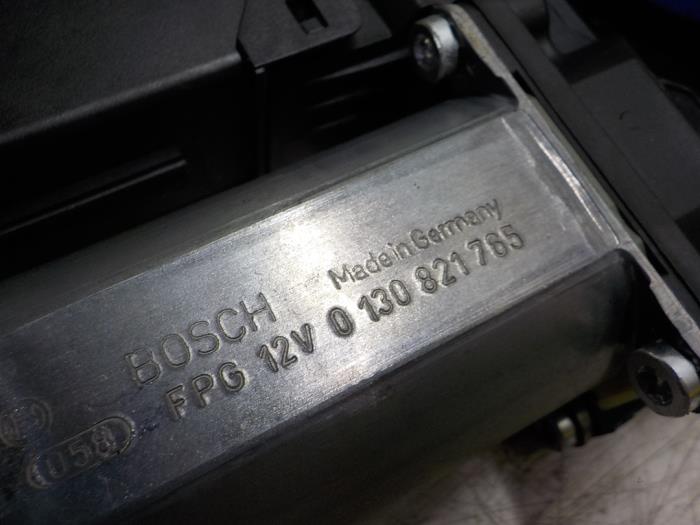 BOSCH Made in Germany
FPG 12V 0 130 821 765
058